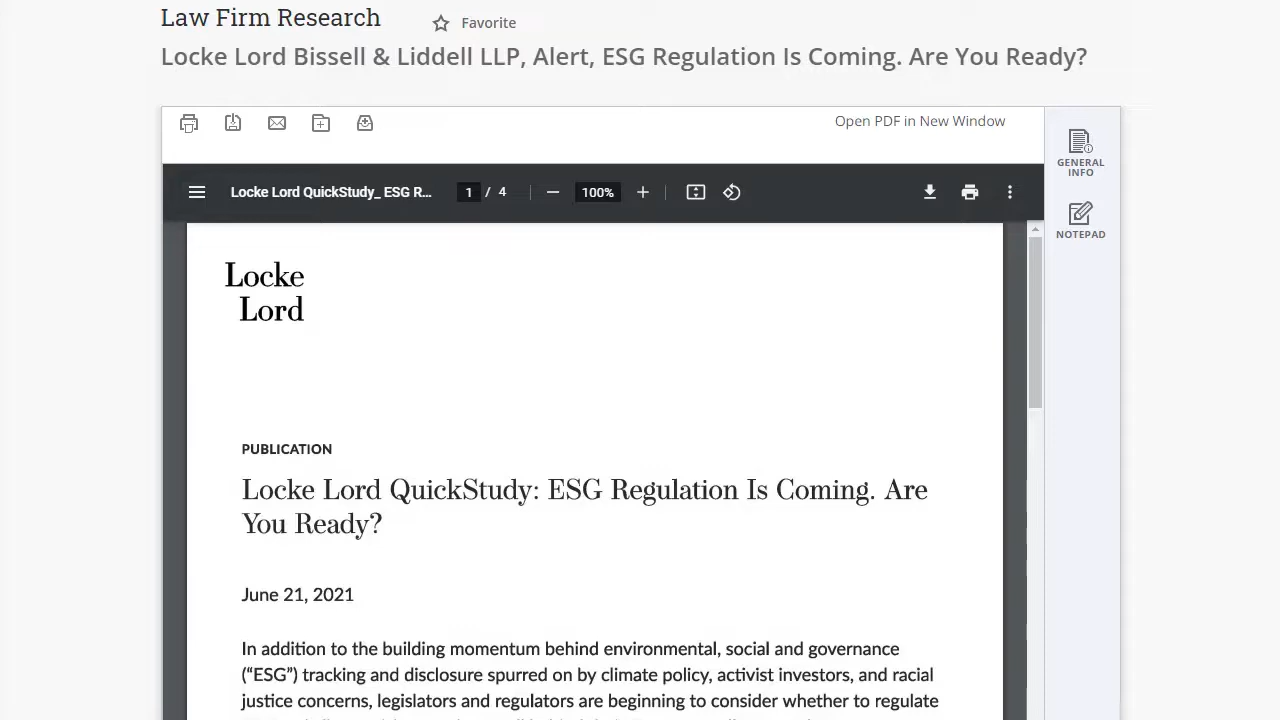 Law Firm Research
Favorite
Locke Lord Bissell & Liddell LLP, Alert, ESG Regulation Is Coming. Are You Ready?
Open PDF in New Window
GENERAL
INFO
NOTEPAD
Locke Lord QuickStudy_ ESG R...
1 / 4
100%
Locke
Lord
PUBLICATION
Locke Lord QuickStudy: ESG Regulation Is Coming. Are
You Ready?
June 21, 2021
In addition to the building momentum behind environmental, social and governance
(“ESG”) tracking and disclosure spurred on by climate policy, activist investors, and racial
justice concerns, legislators and regulators are beginning to consider whether to regulate